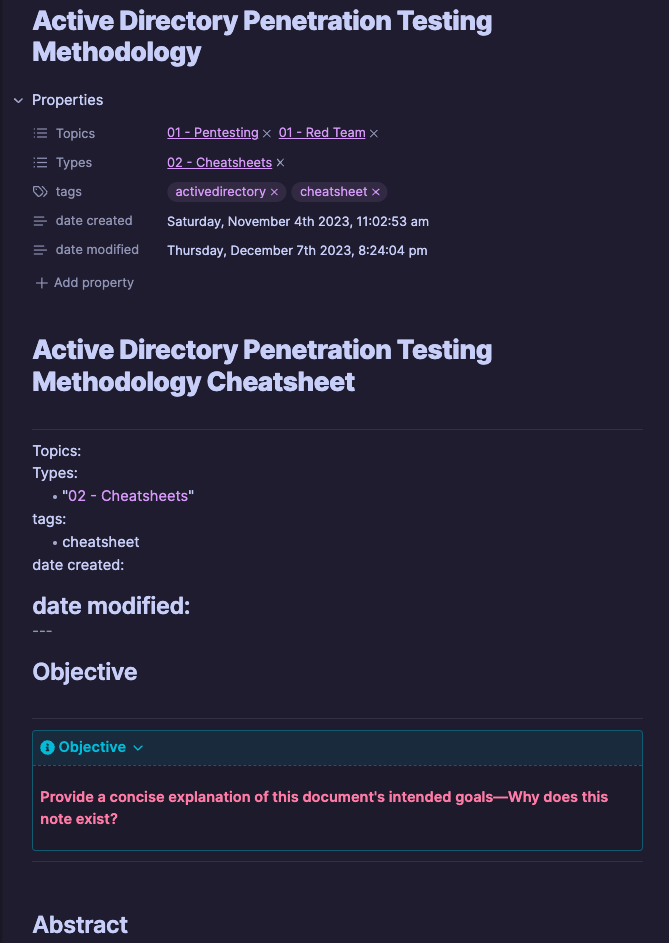 Active Directory Penetration Testing
Methodology
Properties
Topics 01 - Pentesting × 01 - Red Team ×
Types 02 - Cheatsheets ×
tags activedirectory × cheatsheet ×
date created Saturday, November 4th 2023, 11:02:53 am
date modified Thursday, December 7th 2023, 8:24:04 pm
+ Add property
Active Directory Penetration Testing
Methodology Cheatsheet
Topics:
Types:
• "02 - Cheatsheets"
tags:
• cheatsheet
date created:
date modified:
---
Objective
Objective
Provide a concise explanation of this document's intended goals—Why does this
note exist?
Abstract